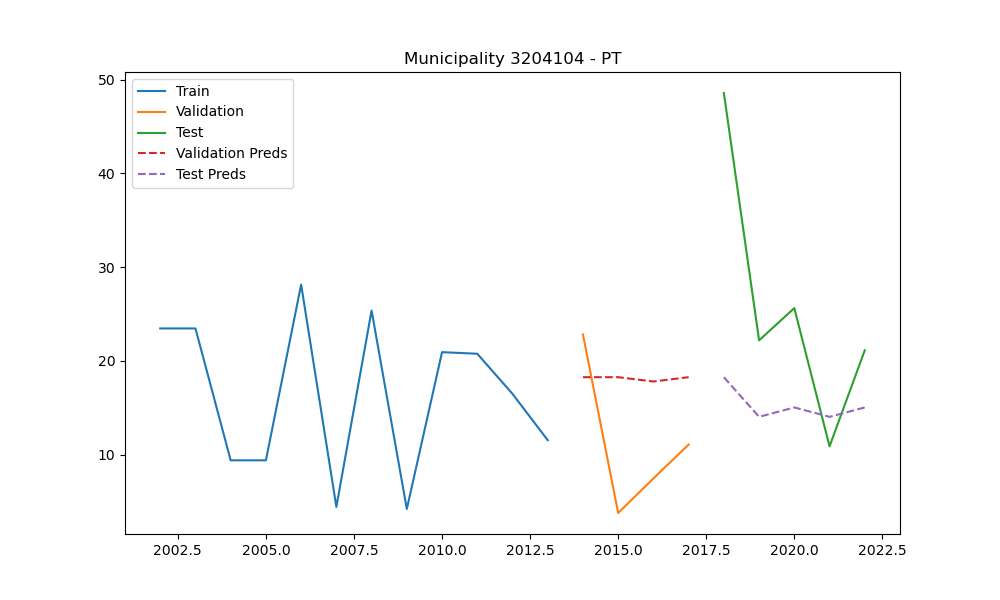 Municipality 3204104 - PT
50
40
30
20
10
Train
Validation
Test
Validation Preds
Test Preds
2002.5 2005.0 2007.5 2010.0 2012.5 2015.0 2017.5 2020.0 2022.5